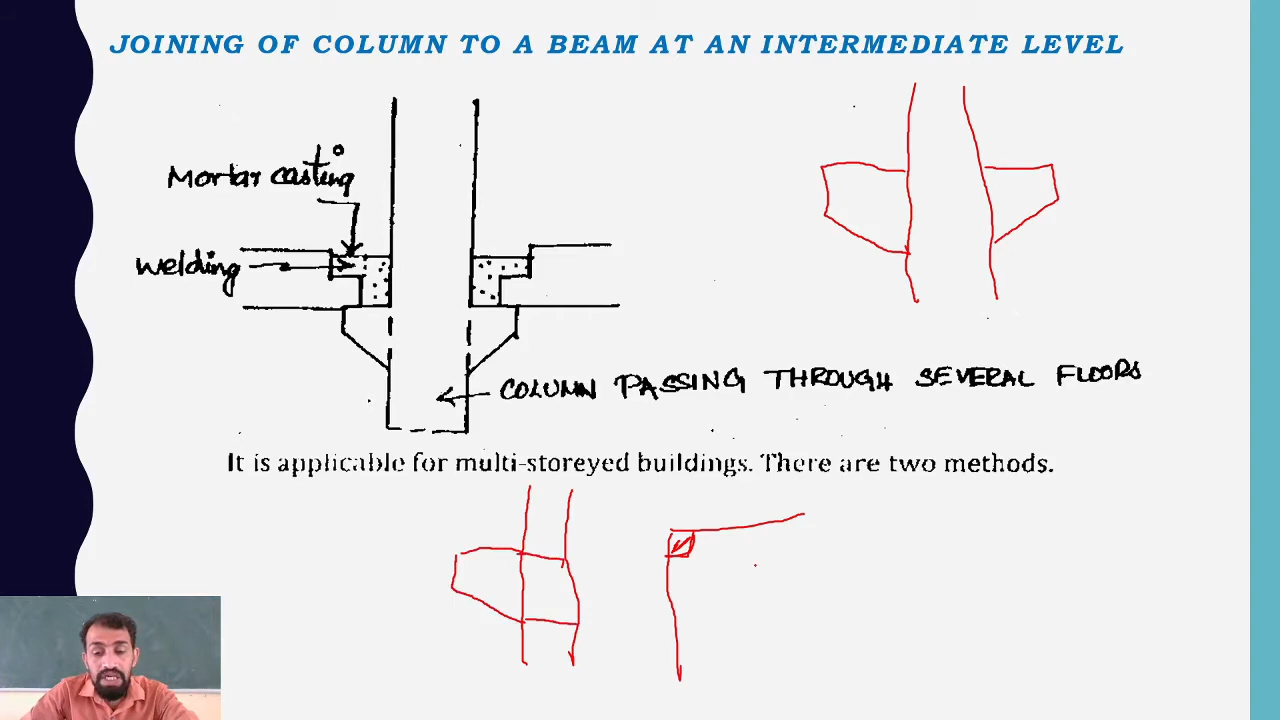 JOINING OF COLUMN TO A BEAM AT AN INTERMEDIATE LEVEL
Mortar casting
welding
COLUMN PASSING THROUGH SEVERAL FLOORS
It is applicable for multi-storeyed buildings. There are two methods.